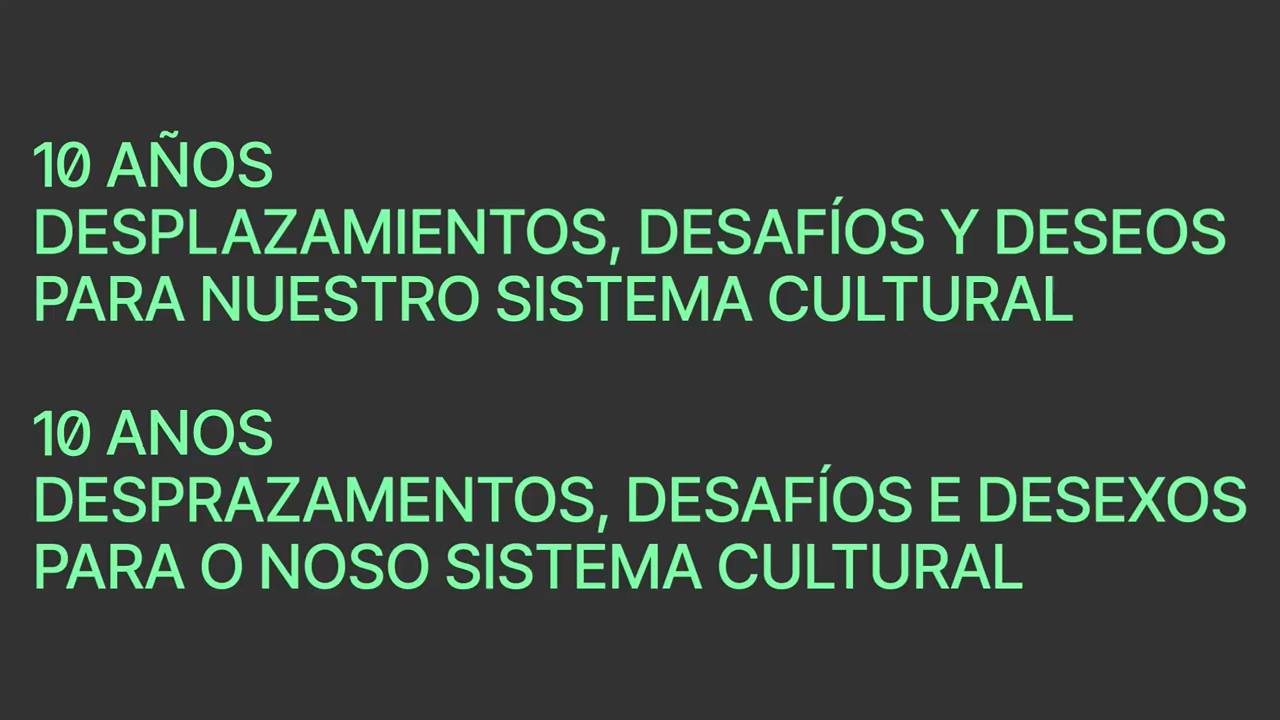 10 AÑOS
DESPLAZAMIENTOS, DESAFÍOS Y DESEOS
PARA NUESTRO SISTEMA CULTURAL
10 ANOS
DESPRAZAMENTOS, DESAFÍOS E DESEXOS
PARA O NOSO SISTEMA CULTURAL